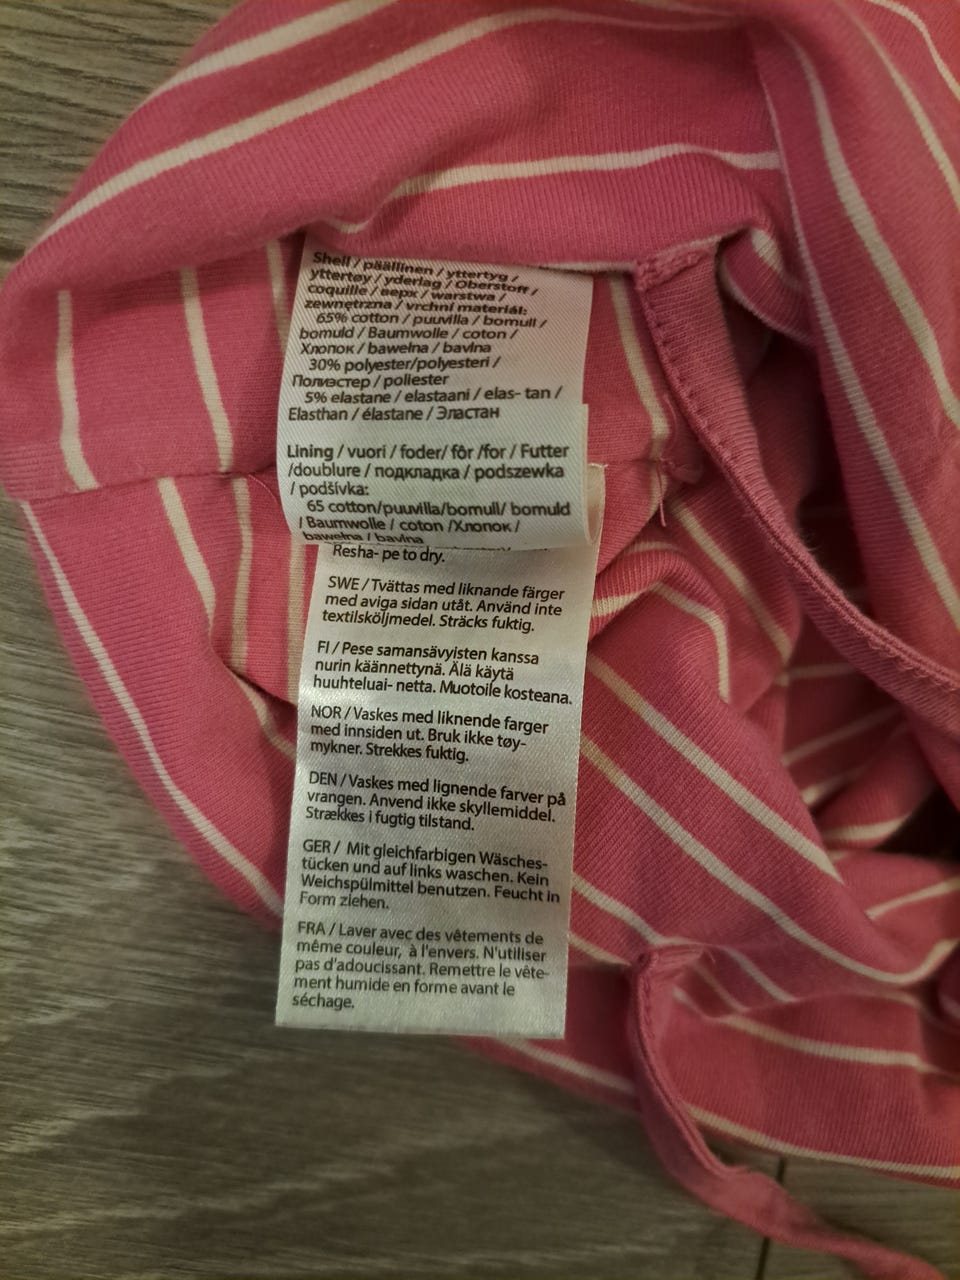 Shell / päällinen / yttertyg /
yttertøy / yderlag / Oberstoff /
coquille / верх / warstwa /
zewnętrzna / vrchní materiál:
65% cotton / puuvilla / bomull /
bomuld / Baumwolle / coton /
Хлопок / bawełna / bavlna
30% polyester/polyesteri /
Полиэстер / poliester
5% elastane / elastaani / elas- tan /
Elasthan / élastane / Эластан
Lining / vuori / foder/ fôr /for / Futter
/doublure / подкладка / podszewka
/ podšívka:
65 cotton/puuvilla/bomull/ bomuld
/ Baumwolle / coton /Хлопок /
bawełna / bavlna
Resha- pe to dry.
SWE / Tvättas med liknande färger
med aviga sidan utåt. Använd inte
textilsköljmedel. Sträcks fuktig.
FI / Pese samansävyisten kanssa
nurin käännettynä. Älä käytä
huuhteluai- netta. Muotoile kosteana.
NOR / Vaskes med liknende farger
med innsiden ut. Bruk ikke tøy-
mykner. Strekkes fuktig.
DEN / Vaskes med lignende farver på
vrangen. Anvend ikke skyllemiddel.
Strækkes i fugtig tilstand.
GER / Mit gleichfarbigen Wäsches-
tücken und auf links waschen. Kein
Weichspülmittel benutzen. Feucht in
Form ziehen.
FRA / Laver avec des vêtements de
même couleur, à l'envers. N'utiliser
pas d'adoucissant. Remettre le vête-
ment humide en forme avant le
séchage.